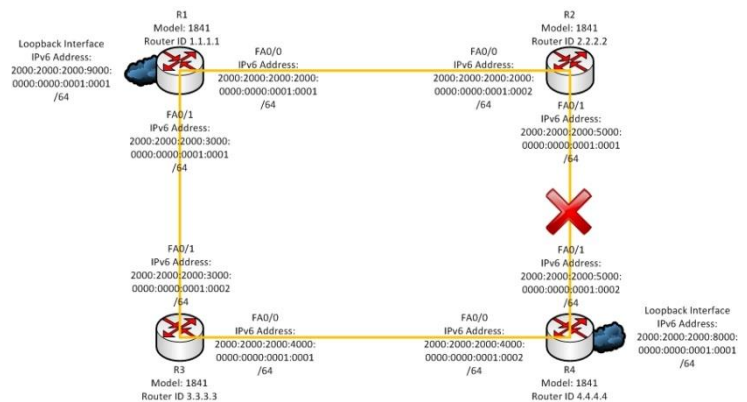 R1
Model: 1841
Router ID 1.1.1.1
R2
Model: 1841
Router ID 2.2.2.2
Loopback Interface
IPv6 Address:
2000:2000:2000:9000:
0000:0000:0001:0001
/64
FA0/0
IPv6 Address:
2000:2000:2000:2000:
0000:0000:0001:0001
/64
FA0/0
IPv6 Address:
2000:2000:2000:2000:
0000:0000:0001:0002
/64
FA0/1
IPv6 Address:
2000:2000:2000:3000:
0000:0000:0001:0001
/64
FA0/1
IPv6 Address:
2000:2000:2000:5000:
0000:0000:0001:0001
/64
FA0/1
IPv6 Address:
2000:2000:2000:3000:
0000:0000:0001:0002
/64
FA0/1
IPv6 Address:
2000:2000:2000:5000:
0000:0000:0001:0002
/64
FA0/0
IPv6 Address:
2000:2000:2000:4000:
0000:0000:0001:0001
/64
FA0/0
IPv6 Address:
2000:2000:2000:4000:
0000:0000:0001:0002
/64
Loopback Interface
IPv6 Address:
2000:2000:2000:8000:
0000:0000:0001:0001
/64
R3
Model: 1841
Router ID 3.3.3.3
R4
Model: 1841
Router ID 4.4.4.4